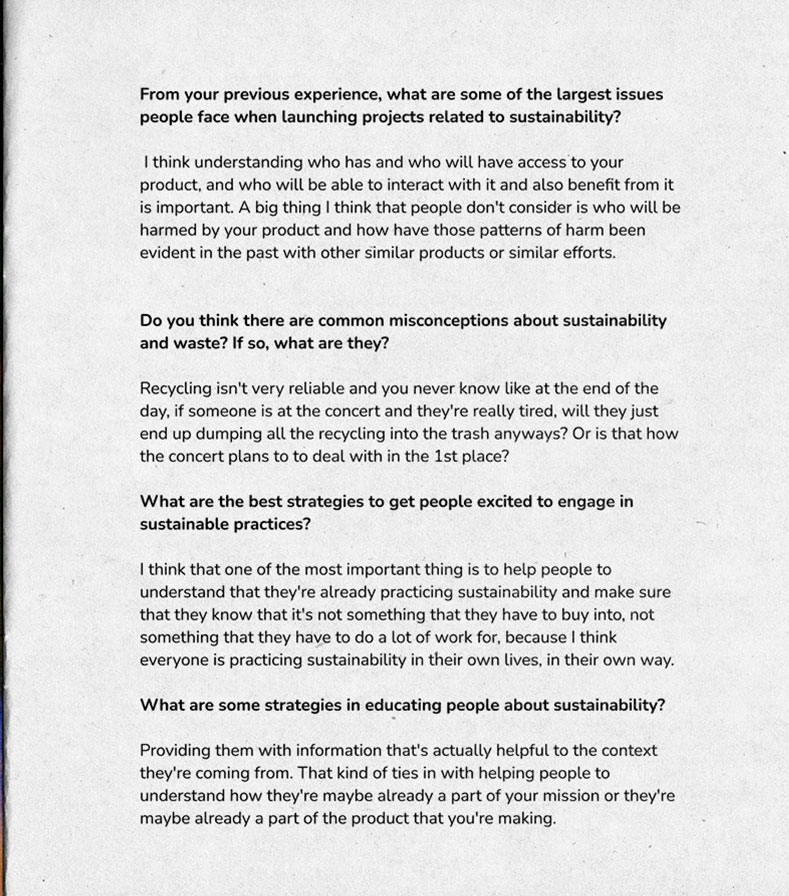 From your previous experience, what are some of the largest issues
people face when launching projects related to sustainability?
I think understanding who has and who will have access to your
product, and who will be able to interact with it and also benefit from it
is important. A big thing I think that people don't consider is who will be
harmed by your product and how have those patterns of harm been
evident in the past with other similar products or similar efforts.
Do you think there are common misconceptions about sustainability
and waste? If so, what are they?
Recycling isn't very reliable and you never know like at the end of the
day, if someone is at the concert and they're really tired, will they just
end up dumping all the recycling into the trash anyways? Or is that how
the concert plans to to deal with in the 1st place?
What are the best strategies to get people excited to engage in
sustainable practices?
I think that one of the most important thing is to help people to
understand that they're already practicing sustainability and make sure
that they know that it's not something that they have to buy into, not
something that they have to do a lot of work for, because I think
everyone is practicing sustainability in their own lives, in their own way.
What are some strategies in educating people about sustainability?
Providing them with information that's actually helpful to the context
they're coming from. That kind of ties in with helping people to
understand how they're maybe already a part of your mission or they're
maybe already a part of the product that you're making.